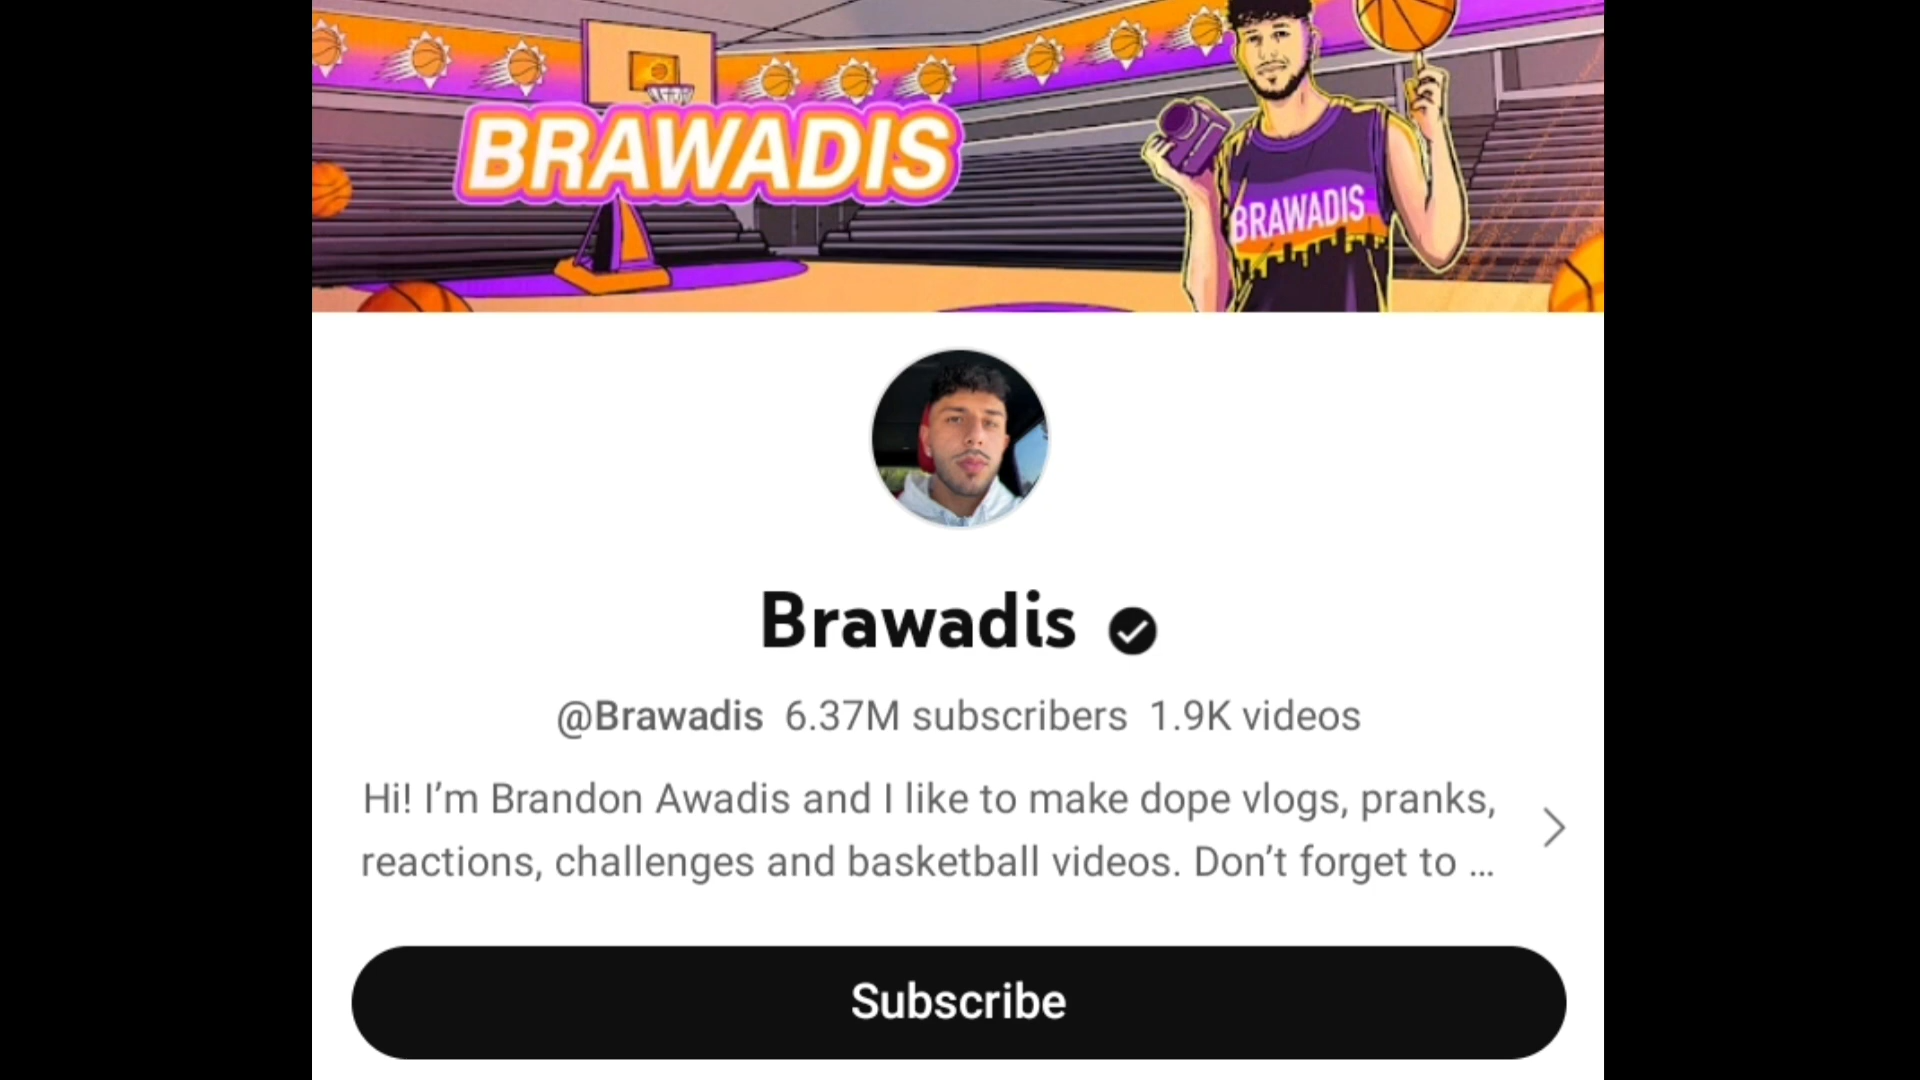 BRAWADIS
BRAWADIS
Brawadis
@Brawadis 6.37M subscribers 1.9K videos
Hi! I’m Brandon Awadis and I like to make dope vlogs, pranks,
reactions, challenges and basketball videos. Don’t forget to ...
Subscribe